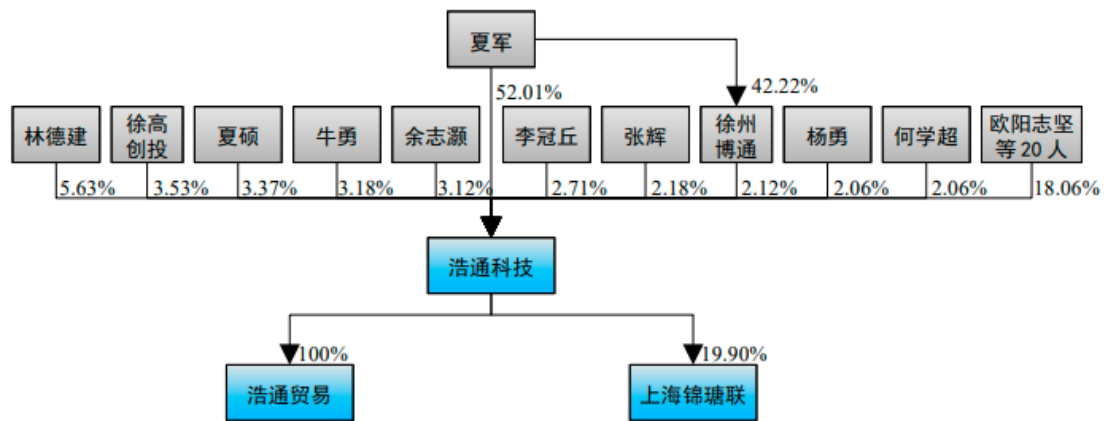 夏军
52.01%
42.22%
林德建
徐高
创投
夏硕
牛勇
余志灏
李冠丘
张辉
徐州
博通
杨勇
何学超
欧阳志坚
等20人
5.63%
3.53%
3.37%
3.18%
3.12%
2.71%
2.18%
2.12%
2.06%
2.06%
18.06%
浩通科技
100%
19.90%
浩通贸易
上海锦瑭联